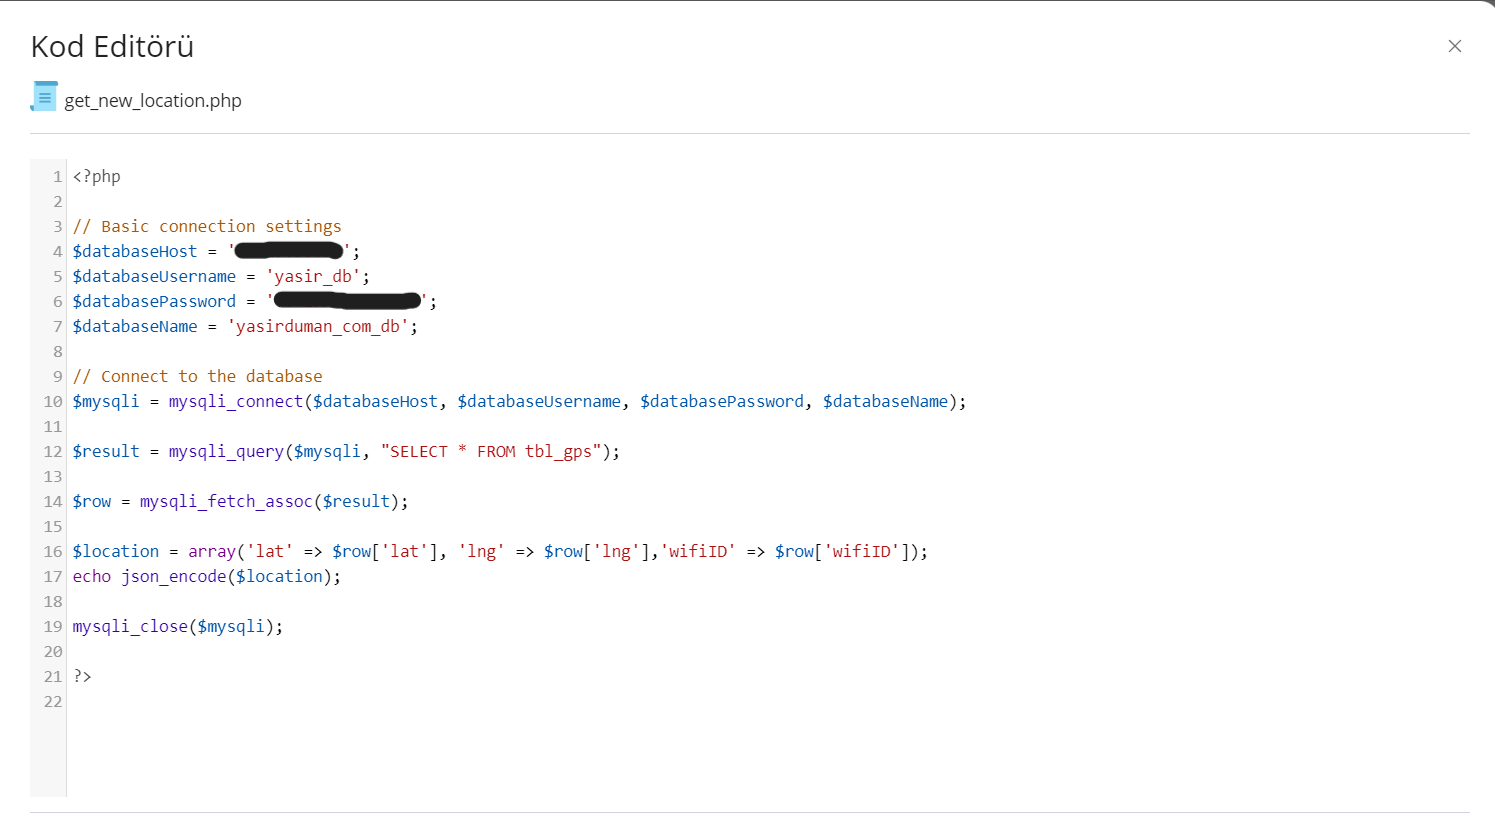 Kod Editörü
get_new_location.php
1 <?php
2
3 // Basic connection settings
4 $databaseHost = '';
5 $databaseUsername = 'yasir_db';
6 $databasePassword = '';
7 $databaseName = 'yasirduman_com_db';
8
9 // Connect to the database
10 $mysqli = mysqli_connect($databaseHost, $databaseUsername, $databasePassword, $databaseName);
11
12 $result = mysqli_query($mysqli, "SELECT * FROM tbl_gps");
13
14 $row = mysqli_fetch_assoc($result);
15
16 $location = array('lat' => $row['lat'], 'lng' => $row['lng'],'wifiID' => $row['wifiID']);
17 echo json_encode($location);
18
19 mysqli_close($mysqli);
20
21 ?>
22